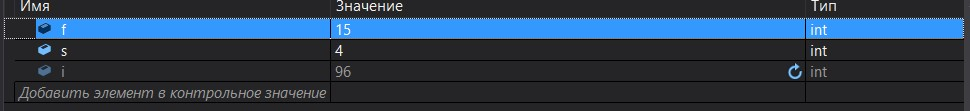 Имя Значение Тип
f 15 int
s 4 int
i 96 int
Добавить элемент в контрольное значение